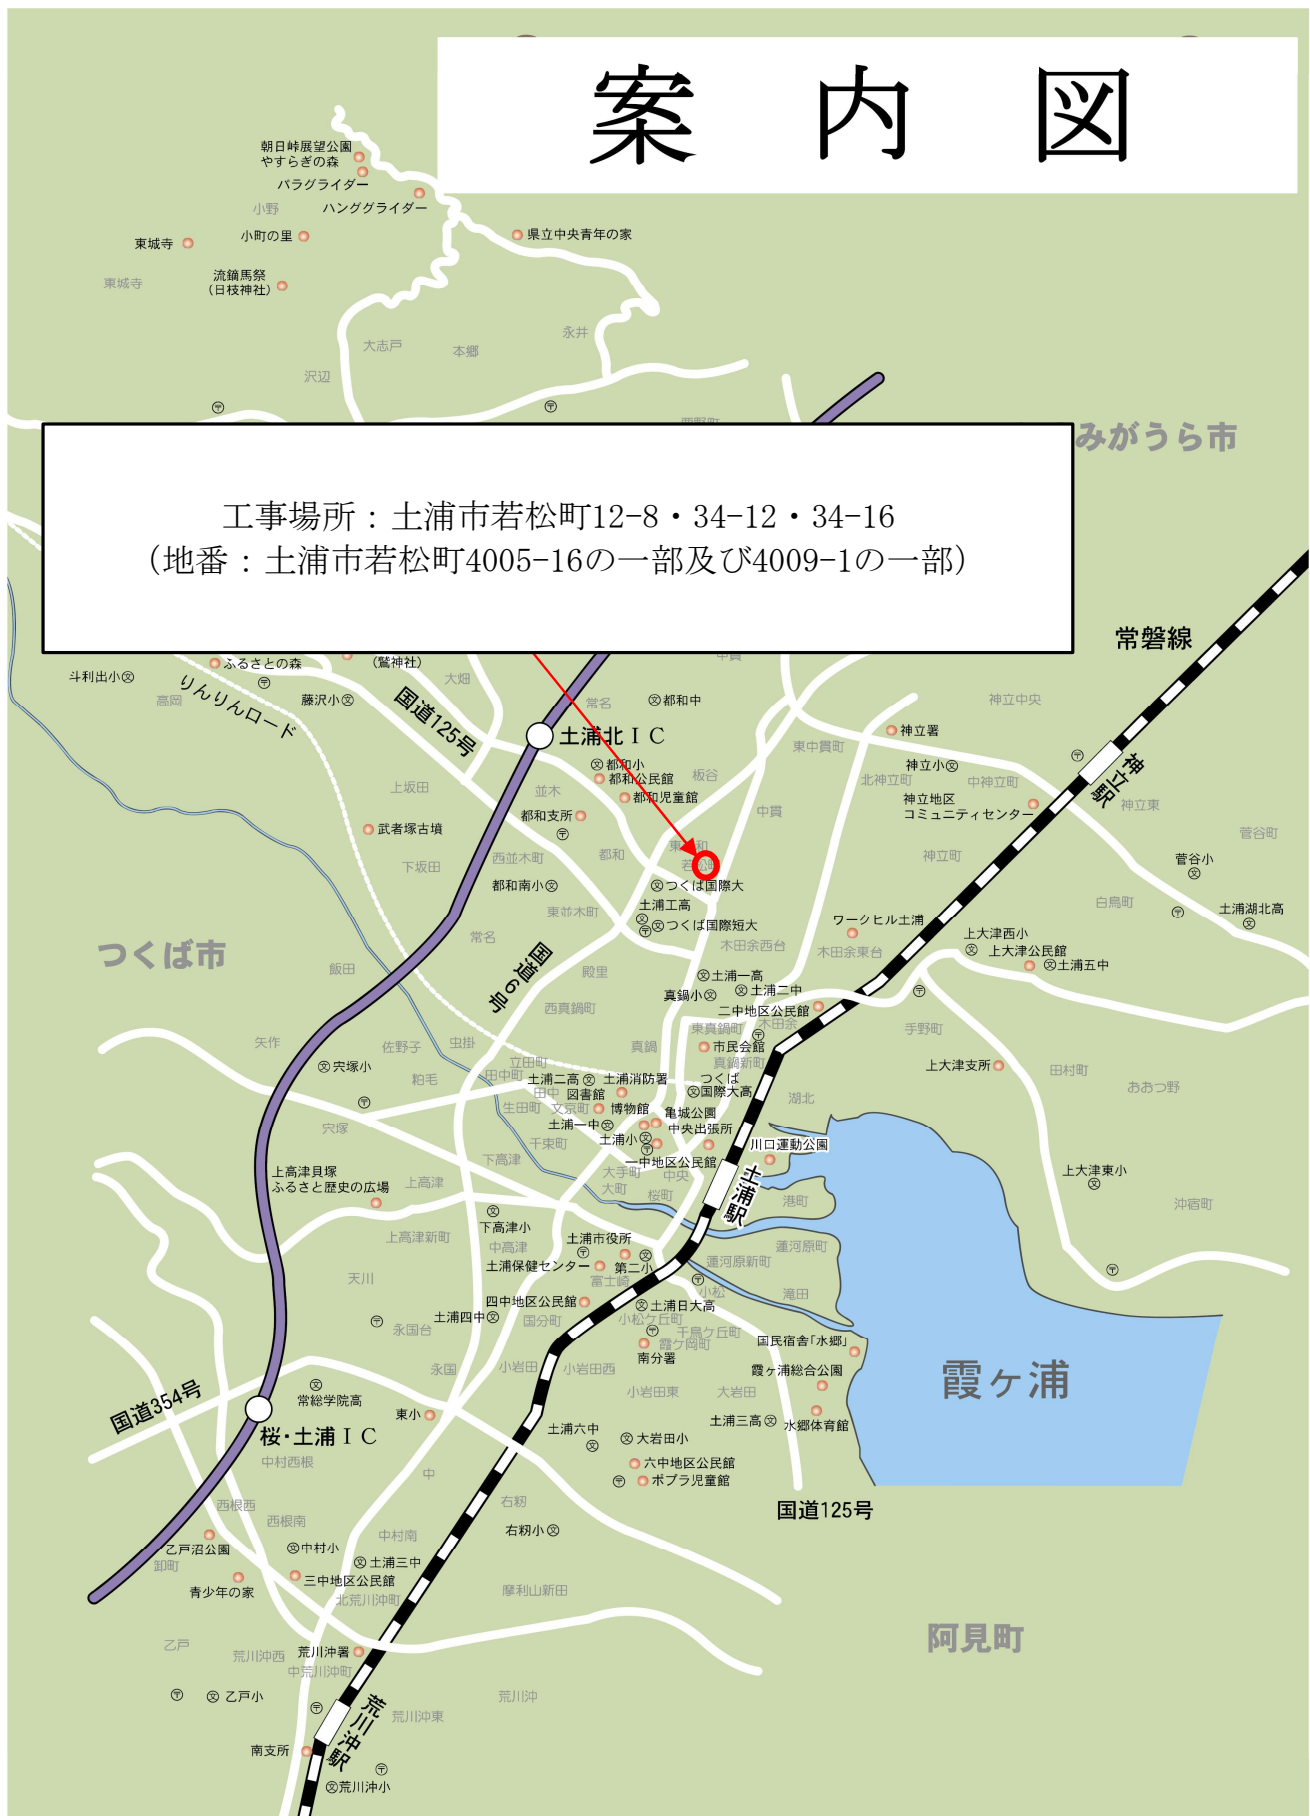 案　内　図
朝日峠展望公園
やすらぎの森
パラグライダー
小野
ハンググライダー
東城寺
小町の里
県立中央青年の家
東城寺
流鏑馬祭
（日枝神社）
大志戸
本郷
永井
沢辺
みがうら市
工事場所：土浦市若松町12-8・34-12・34-16
（地番：土浦市若松町4005-16の一部及び4009-1の一部）
常磐線
ふるさとの森
（鷲神社）
斗利出小
高岡
りんりんロード
藤沢小
大畑
国道125号
常名
都和中
神立中央
土浦北ＩＣ
東中貫町
神立署
神立駅
都和小
都和公民館
板谷
北神立町
神立小
中神立町
上坂田
並木
都和児童館
神立地区
コミュニティセンター
神立東
都和支所
中貫
武者塚古墳
菅谷町
下坂田
西並木町
都和
神立町
菅谷小
都和南小
つくば国際大
白鳥町
土浦工高
東並木町
つくば国際短大
ワークヒル土浦
土浦湖北高
つくば市
常名
国道6号
木田余西台
木田余東台
上大津西小
上大津公民館
土浦五中
飯田
殿里
土浦一高
真鍋小
土浦二中
西真鍋町
二中地区公民館
東真鍋町
木田余
手野町
矢作
佐野子
虫掛
真鍋
市民会館
真鍋新町
宍塚小
立田町
上大津支所
田村町
粕毛
田中町
土浦二高
土浦消防署
つくば
国際大高
おおつ野
田中
図書館
湖北
生田町
文京町
博物館
亀城公園
宍塚
土浦一中
中央出張所
千束町
土浦小
川口運動公園
下高津
一中地区公民館
上高津貝塚
ふるさと歴史の広場
上高津
大手町
中央
土浦駅
上大津東小
大町
桜町
港町
沖宿町
下高津小
上高津新町
中高津
土浦市役所
蓮河原町
土浦保健センター
第二小
蓮河原新町
天川
富士崎
小松
滝田
四中地区公民館
土浦日大高
永国台
土浦四中
国分町
小松ケ丘町
千鳥ケ丘町
霞ケ岡町
国民宿舎「水郷」
南分署
永国
小岩田
小岩田西
霞ヶ浦総合公園
霞ヶ浦
国道354号
常総学院高
小岩田東
大岩田
東小
土浦三高
水郷体育館
桜・土浦ＩＣ
土浦六中
大岩田小
中村西根
六中地区公民館
中
ポプラ児童館
西根西
右籾
国道125号
西根南
中村南
右籾小
乙戸沼公園
中村小
卸町
土浦三中
青少年の家
三中地区公民館
摩利山新田
北荒川沖町
阿見町
乙戸
荒川沖西
荒川沖署
中荒川沖町
乙戸小
荒川沖
荒川沖駅
荒川沖東
南支所
荒川沖小